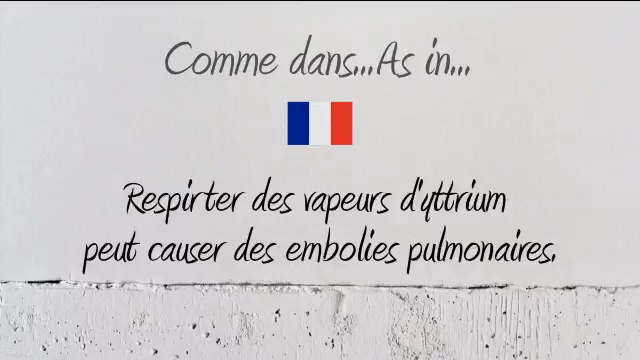 Comme dans...As in...
Respirter des vapeurs d'yttrium
peut causer des embolies pulmonaires.